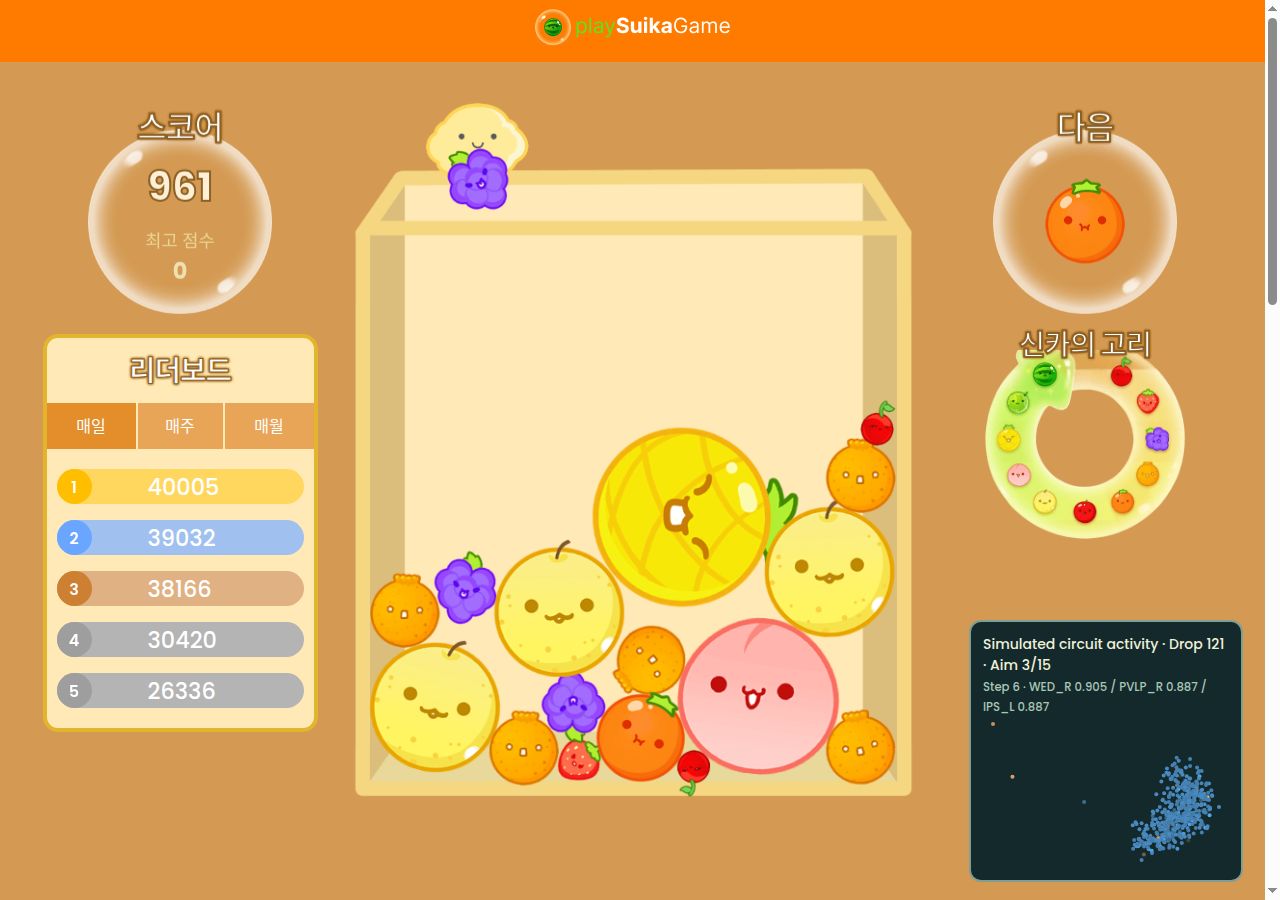 playSuikaGame
스코어
961
최고 점수
0
리더보드
매일 매주 매월
1 40005
2 39032
3 38166
4 30420
5 26336
다음
신카의 고리
Simulated circuit activity · Drop 121
· Aim 3/15
Step 6 · WED_R 0.905 / PVLP_R 0.887 /
IPS_L 0.887